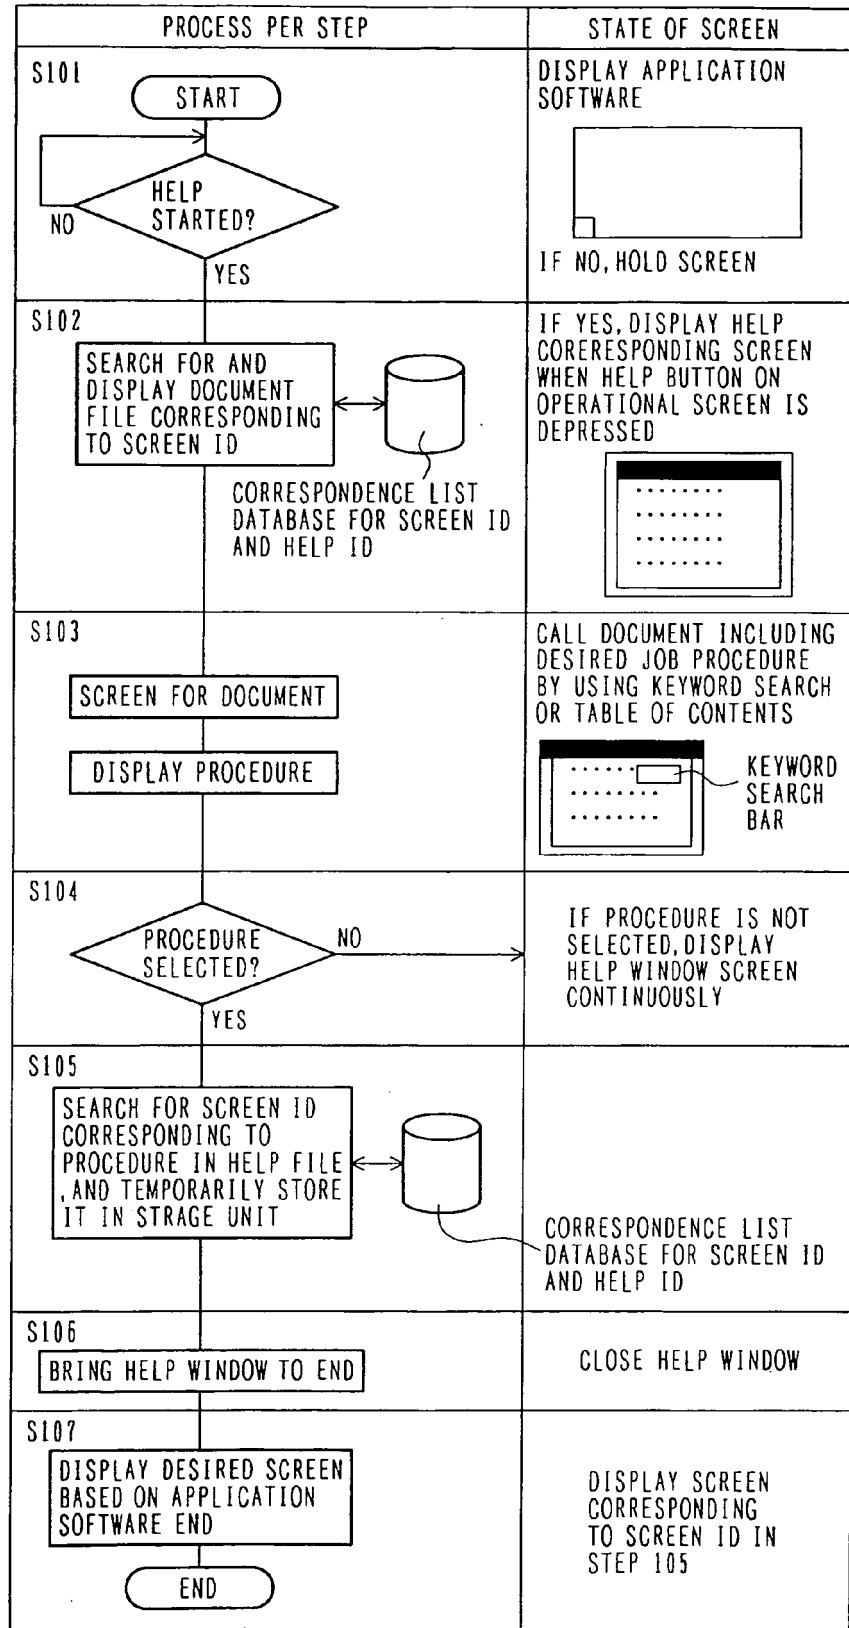 PROCESS PER STEP
STATE OF SCREEN
S101
START
HELP
STARTED?
NO
YES
DISPLAY APPLICATION
SOFTWARE
IF NO, HOLD SCREEN
S102
SEARCH FOR AND
DISPLAY DOCUMENT
FILE CORRESPONDING
TO SCREEN ID
CORRESPONDENCE LIST
DATABASE FOR SCREEN ID
AND HELP ID
IF YES, DISPLAY HELP
CORERESPONDING SCREEN
WHEN HELP BUTTON ON
OPERATIONAL SCREEN IS
DEPRESSED
S103
SCREEN FOR DOCUMENT
DISPLAY PROCEDURE
CALL DOCUMENT INCLUDING
DESIRED JOB PROCEDURE
BY USING KEYWORD SEARCH
OR TABLE OF CONTENTS
KEYWORD
SEARCH
BAR
S104
PROCEDURE
SELECTED?
NO
YES
IF PROCEDURE IS NOT
SELECTED, DISPLAY
HELP WINDOW SCREEN
CONTINUOUSLY
S105
SEARCH FOR SCREEN ID
CORRESPONDING TO
PROCEDURE IN HELP FILE
, AND TEMPORARILY STORE
IT IN STRAGE UNIT
CORRESPONDENCE LIST
DATABASE FOR SCREEN ID
AND HELP ID
S106
BRING HELP WINDOW TO END
CLOSE HELP WINDOW
S107
DISPLAY DESIRED SCREEN
BASED ON APPLICATION
SOFTWARE END
END
DISPLAY SCREEN
CORRESPONDING
TO SCREEN ID IN
STEP 105